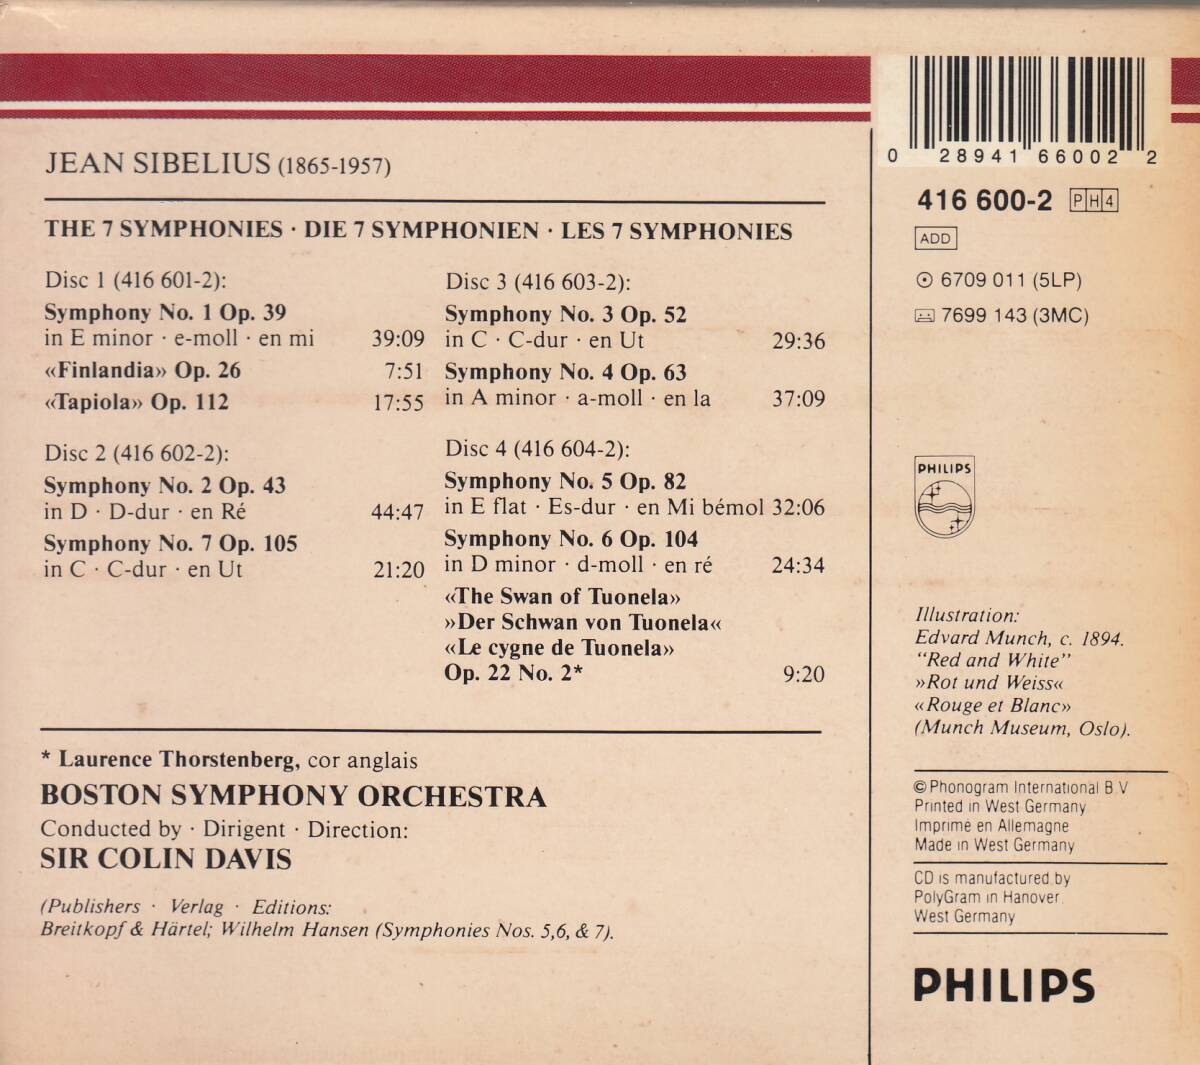 JEAN SIBELIUS (1865-1957)
THE 7 SYMPHONIES · DIE 7 SYMPHONIEN · LES 7 SYMPHONIES
Disc 1 (416 601-2):
Symphony No. 1 Op. 39
in E minor · e-moll · en mi 39:09
«Finlandia» Op. 26 7:51
«Tapiola» Op. 112 17:55
Disc 2 (416 602-2):
Symphony No. 2 Op. 43
in D · D-dur · en Ré 44:47
Symphony No. 7 Op. 105
in C · C-dur · en Ut 21:20
Disc 3 (416 603-2):
Symphony No. 3 Op. 52
in C · C-dur · en Ut 29:36
Symphony No. 4 Op. 63
in A minor · a-moll · en la 37:09
Disc 4 (416 604-2):
Symphony No. 5 Op. 82
in E flat · Es-dur · en Mi bémol 32:06
Symphony No. 6 Op. 104
in D minor · d-moll · en ré 24:34
«The Swan of Tuonela»
»Der Schwan von Tuonela«
«Le cygne de Tuonela»
Op. 22 No. 2* 9:20
* Laurence Thorstenberg, cor anglais
BOSTON SYMPHONY ORCHESTRA
Conducted by · Dirigent · Direction:
SIR COLIN DAVIS
(Publishers · Verlag · Editions:
Breitkopf & Härtel; Wilhelm Hansen (Symphonies Nos. 5,6, & 7).
0 28941 66002 2
416 600-2 PH4
ADD
6709 011 (5LP)
7699 143 (3MC)
PHILIPS
Illustration:
Edvard Munch, c. 1894.
"Red and White"
»Rot und Weiss«
«Rouge et Blanc»
(Munch Museum, Oslo).
© Phonogram International B.V
Printed in West Germany
Imprimé en Allemagne
Made in West Germany
CD is manufactured by
PolyGram in Hanover.
West Germany
PHILIPS